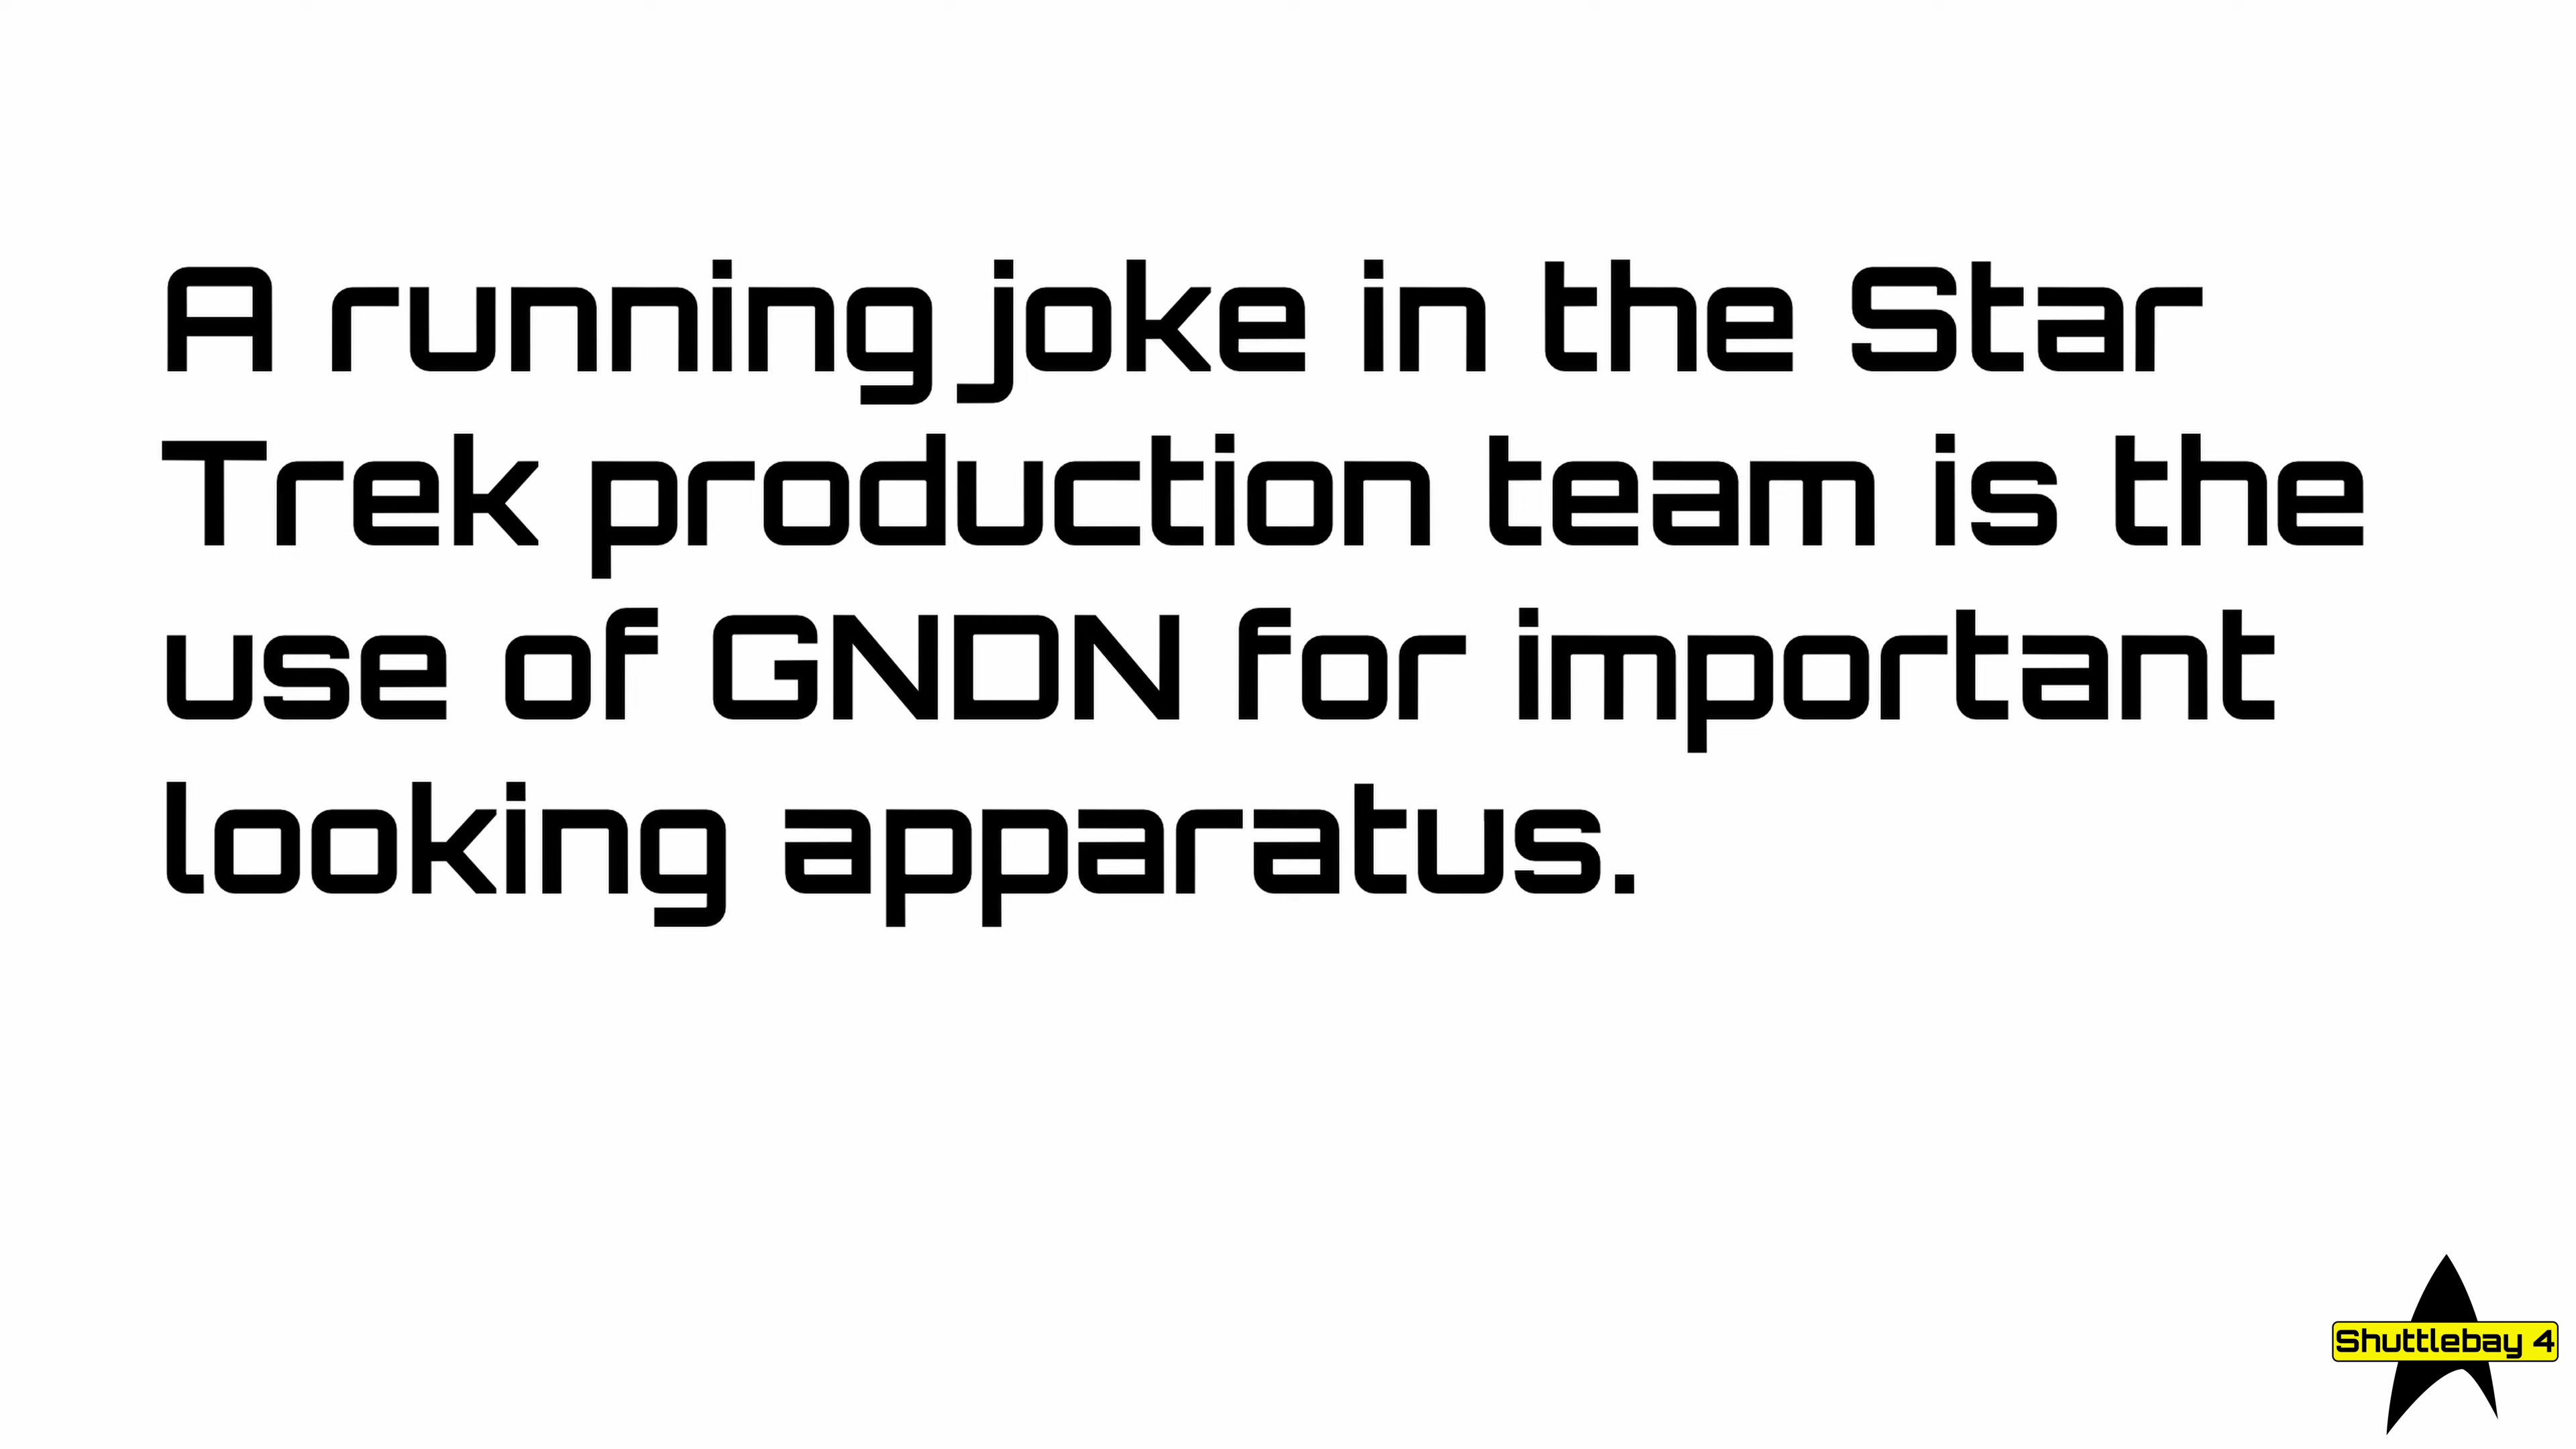 A running joke in the Star
Trek production team is the
use of GNDN for important
looking apparatus.
Shuttlebay 4